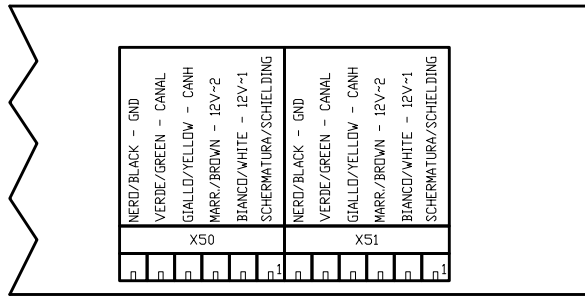 NERO/BLACK - GND
VERDE/GREEN - CANAL
GIALLO/YELLOW - CANH
MARR./BROWN - 12V~2
BIANCO/WHITE - 12V~1
SCHERMATURA/SCHIELDING
NERO/BLACK - GND
VERDE/GREEN - CANAL
GIALLO/YELLOW - CANH
MARR./BROWN - 12V~2
BIANCO/WHITE - 12V~1
SCHERMATURA/SCHIELDING
X50
X51
1
1